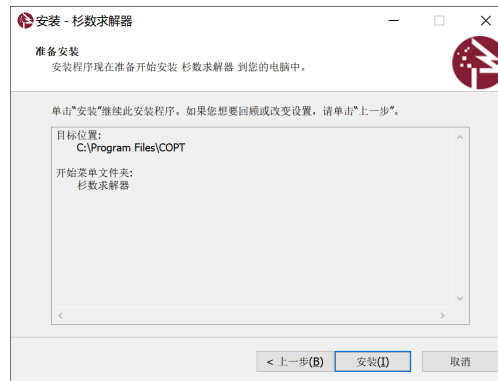 安装 - 杉数求解器
准备安装
安装程序现在准备开始安装 杉数求解器 到您的电脑中。
单击“安装”继续此安装程序。如果您想要回顾或改变设置，请单击“上一步”。
目标位置:
C:\Program Files\COPT
开始菜单文件夹:
杉数求解器
< 上一步(B)
安装(I)
取消